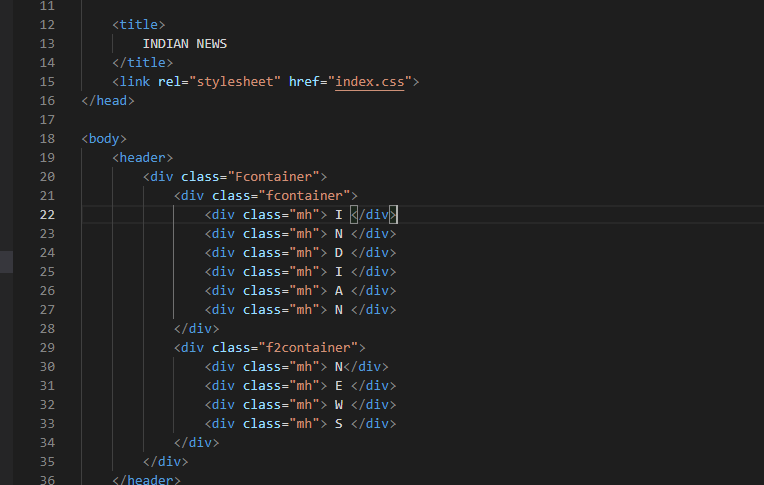 11
12 <title>
13 INDIAN NEWS
14 </title>
15 <link rel="stylesheet" href="index.css">
16 </head>
17
18 <body>
19 <header>
20 <div class="Fcontainer">
21 <div class="fcontainer">
22 <div class="mh"> I </div>
23 <div class="mh"> N </div>
24 <div class="mh"> D </div>
25 <div class="mh"> I </div>
26 <div class="mh"> A </div>
27 <div class="mh"> N </div>
28 </div>
29 <div class="f2container">
30 <div class="mh"> N</div>
31 <div class="mh"> E </div>
32 <div class="mh"> W </div>
33 <div class="mh"> S </div>
34 </div>
35 </div>
36 </header>